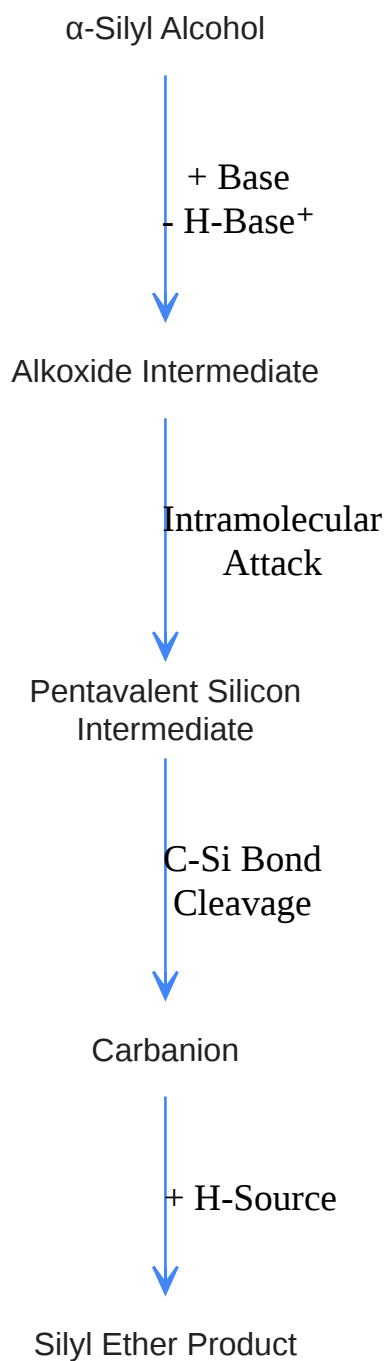 α-Silyl Alcohol
+ Base
- H-Base⁺
Alkoxide Intermediate
Intramolecular
Attack
Pentavalent Silicon
Intermediate
C-Si Bond
Cleavage
Carbanion
+ H-Source
Silyl Ether Product